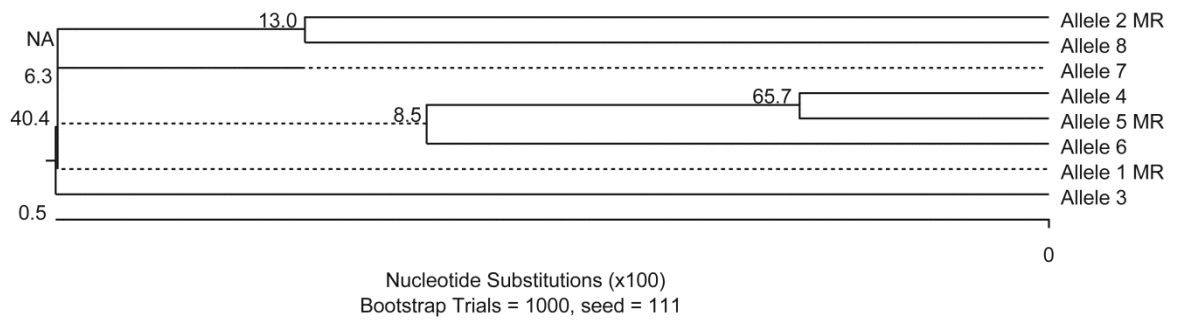 13.0
Allele 2 MR
NA
Allele 8
6.3
Allele 7
65.7
Allele 4
40.4
8.5
Allele 5 MR
Allele 6
Allele 1 MR
Allele 3
0.5
0
Nucleotide Substitutions (x100)
Bootstrap Trials = 1000, seed = 111